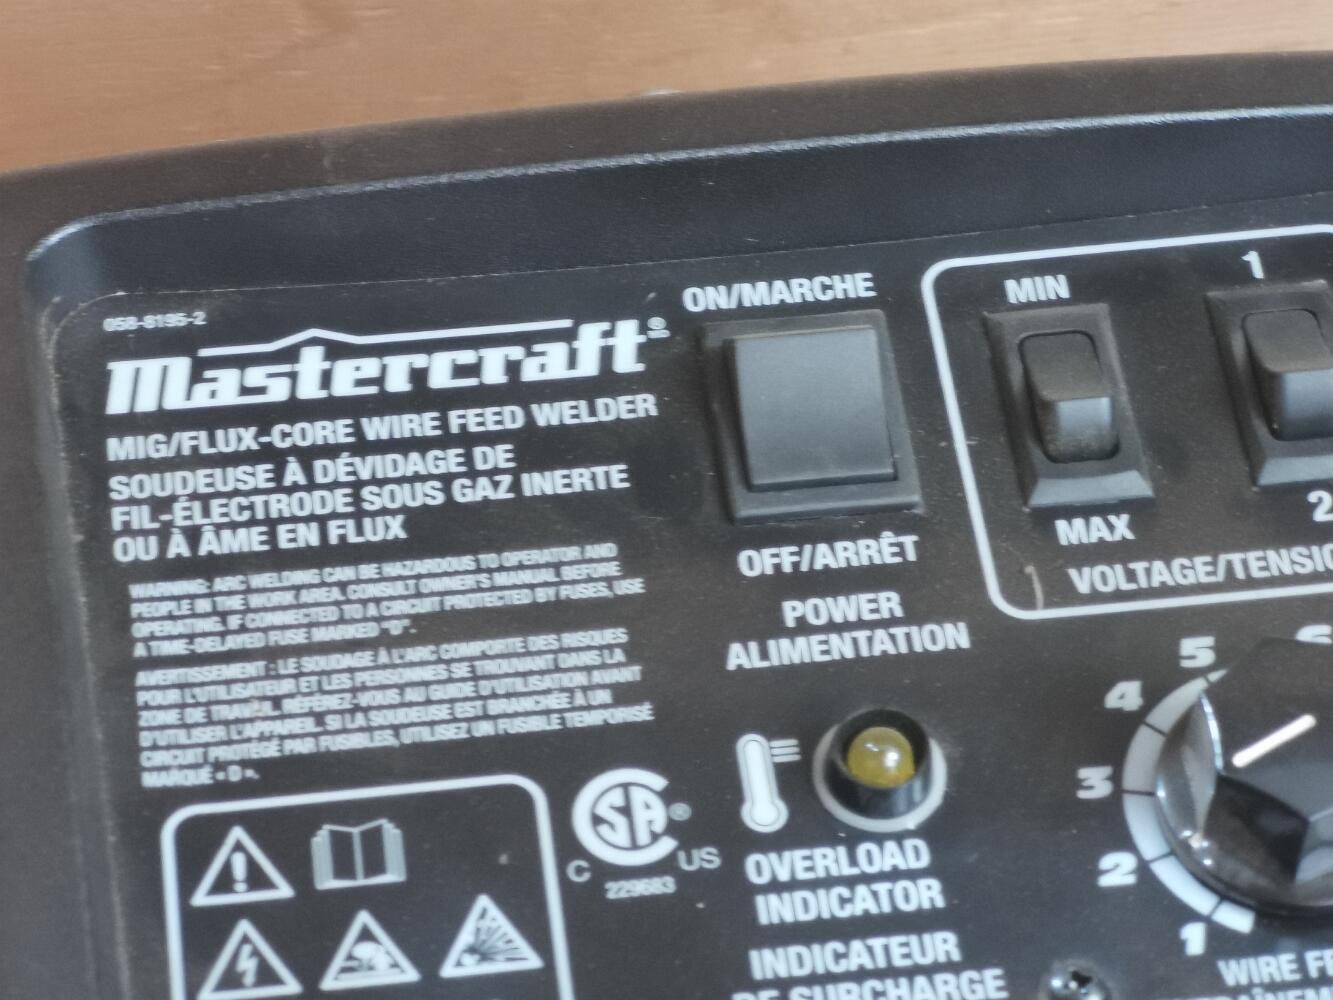 058-8195-2
Mastercraft®
MIG/FLUX-CORE WIRE FEED WELDER
SOUDEUSE À DÉVIDAGE DE
FIL-ÉLECTRODE SOUS GAZ INERTE
OU À ÂME EN FLUX
WARNING: ARC WELDING CAN BE HAZARDOUS TO OPERATOR AND
PEOPLE IN THE WORK AREA. CONSULT OWNER'S MANUAL BEFORE
OPERATING. IF CONNECTED TO A CIRCUIT PROTECTED BY FUSES, USE
A TIME-DELAYED FUSE MARKED "D".
AVERTISSEMENT : LE SOUDAGE À L'ARC COMPORTE DES RISQUES
POUR L'UTILISATEUR ET LES PERSONNES SE TROUVANT DANS LA
ZONE DE TRAVAIL. RÉFÉREZ-VOUS AU GUIDE D'UTILISATION AVANT
D'UTILISER L'APPAREIL. SI LA SOUDEUSE EST BRANCHÉE À UN
CIRCUIT PROTÉGÉ PAR FUSIBLES, UTILISEZ UN FUSIBLE TEMPORISÉ
MARQUÉ « D ».
CSA®
C US
229683
ON/MARCHE
OFF/ARRÊT
POWER
ALIMENTATION
OVERLOAD
INDICATOR
INDICATEUR
DE SURCHARGE
MIN
MAX
1
2
VOLTAGE/TENSIO
5
6
4
3
2
1
WIRE FE